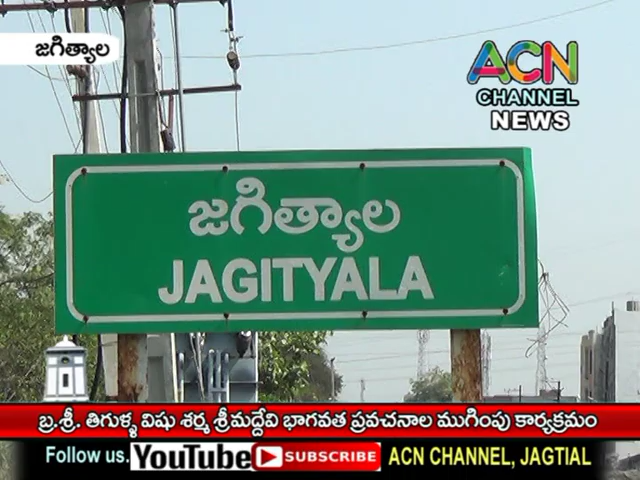 జగిత్యాల
ACN
CHANNEL
NEWS
జగిత్యాల
JAGITYALA
బ్ర.శ్రీ. తిగుళ్ళ విషు శర్మ శ్రీమద్దేవి భాగవత ప్రవచనాల ముగింపు కార్యక్రమం
Follow us. YouTube SUBSCRIBE ACN CHANNEL, JAGTIAL